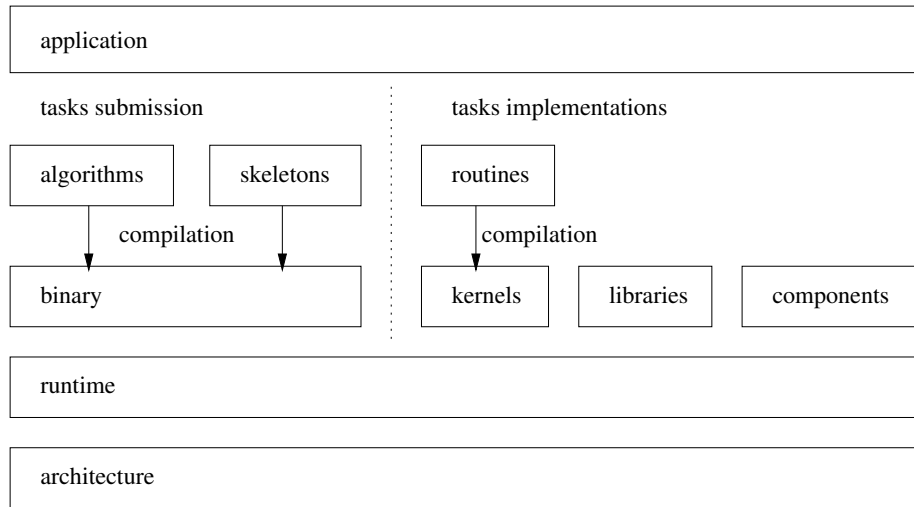 application
tasks submission
tasks implementations
algorithms
skeletons
routines
compilation
compilation
binary
kernels
libraries
components
runtime
architecture